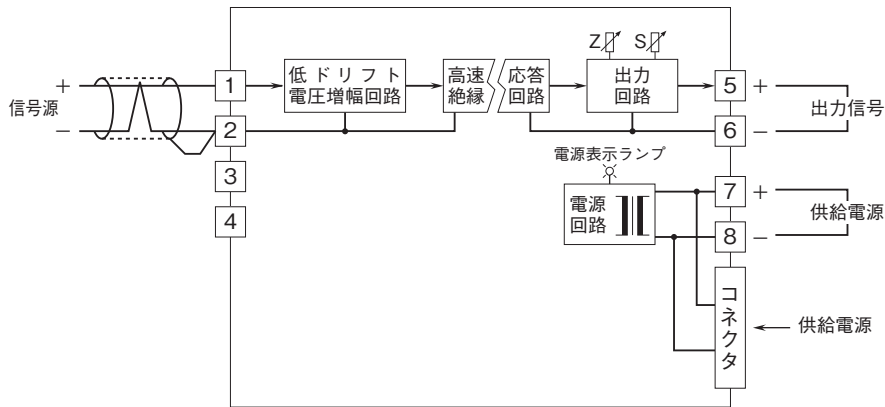 Z
S
+
1
低ドリフト
電圧増幅回路
高速
絶縁
応答
回路
出力
回路
5
+
信号源
出力信号
−
2
6
−
3
電源表示ランプ
4
電源
回路
7
+
供給電源
8
−
コネクタ
供給電源